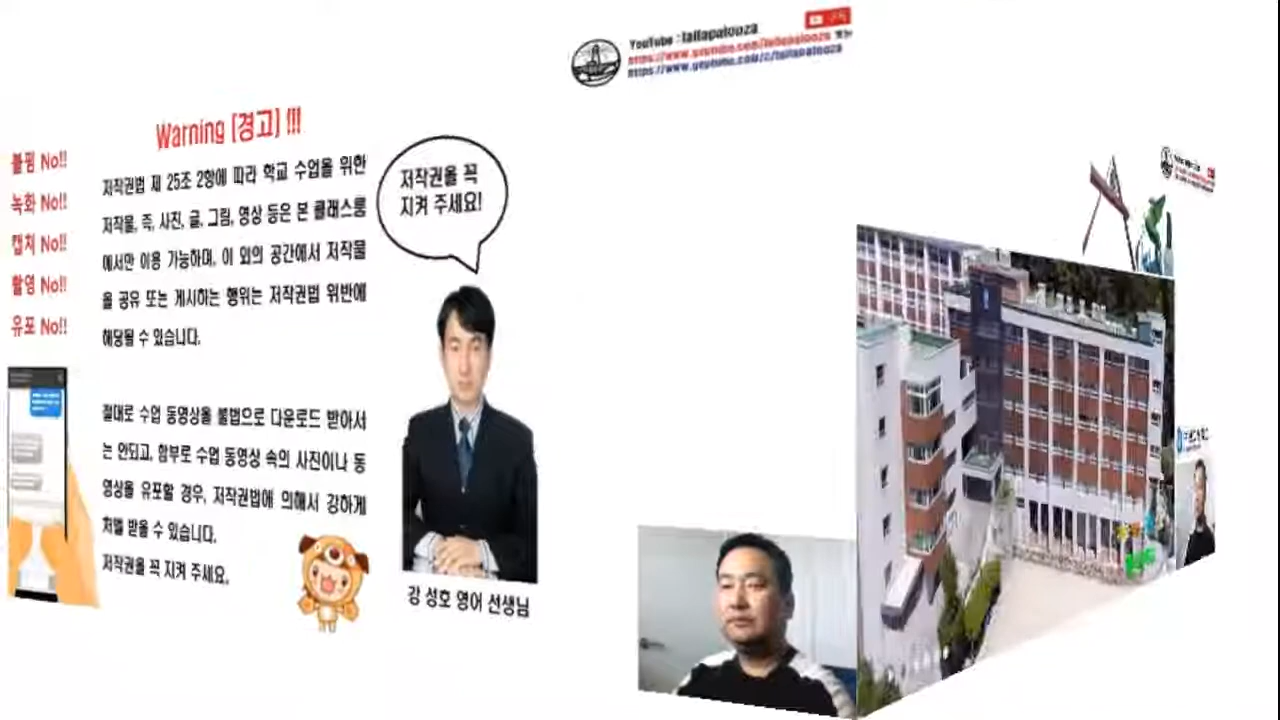 YouTube : lallapalooza
구독
Warning [경고] !!!
불펌 No!!
녹화 No!!
캡처 No!!
촬영 No!!
유포 No!!
저작권법 제 25조 2항에 따라 학교 수업을 위한
저작물, 즉, 사진, 글, 그림, 영상 등은 본 클래스룸
에서만 이용 가능하며, 이 외의 공간에서 저작물
을 공유 또는 게시하는 행위는 저작권법 위반에
해당될 수 있습니다.
절대로 수업 동영상을 불법으로 다운로드 받아서
는 안되고, 함부로 수업 동영상 속의 사진이나 동
영상을 유포할 경우, 저작권법에 의해서 강하게
처벌 받을 수 있습니다.
저작권을 꼭 지켜 주세요.
저작권을 꼭
지켜 주세요!
강 성호 영어 선생님